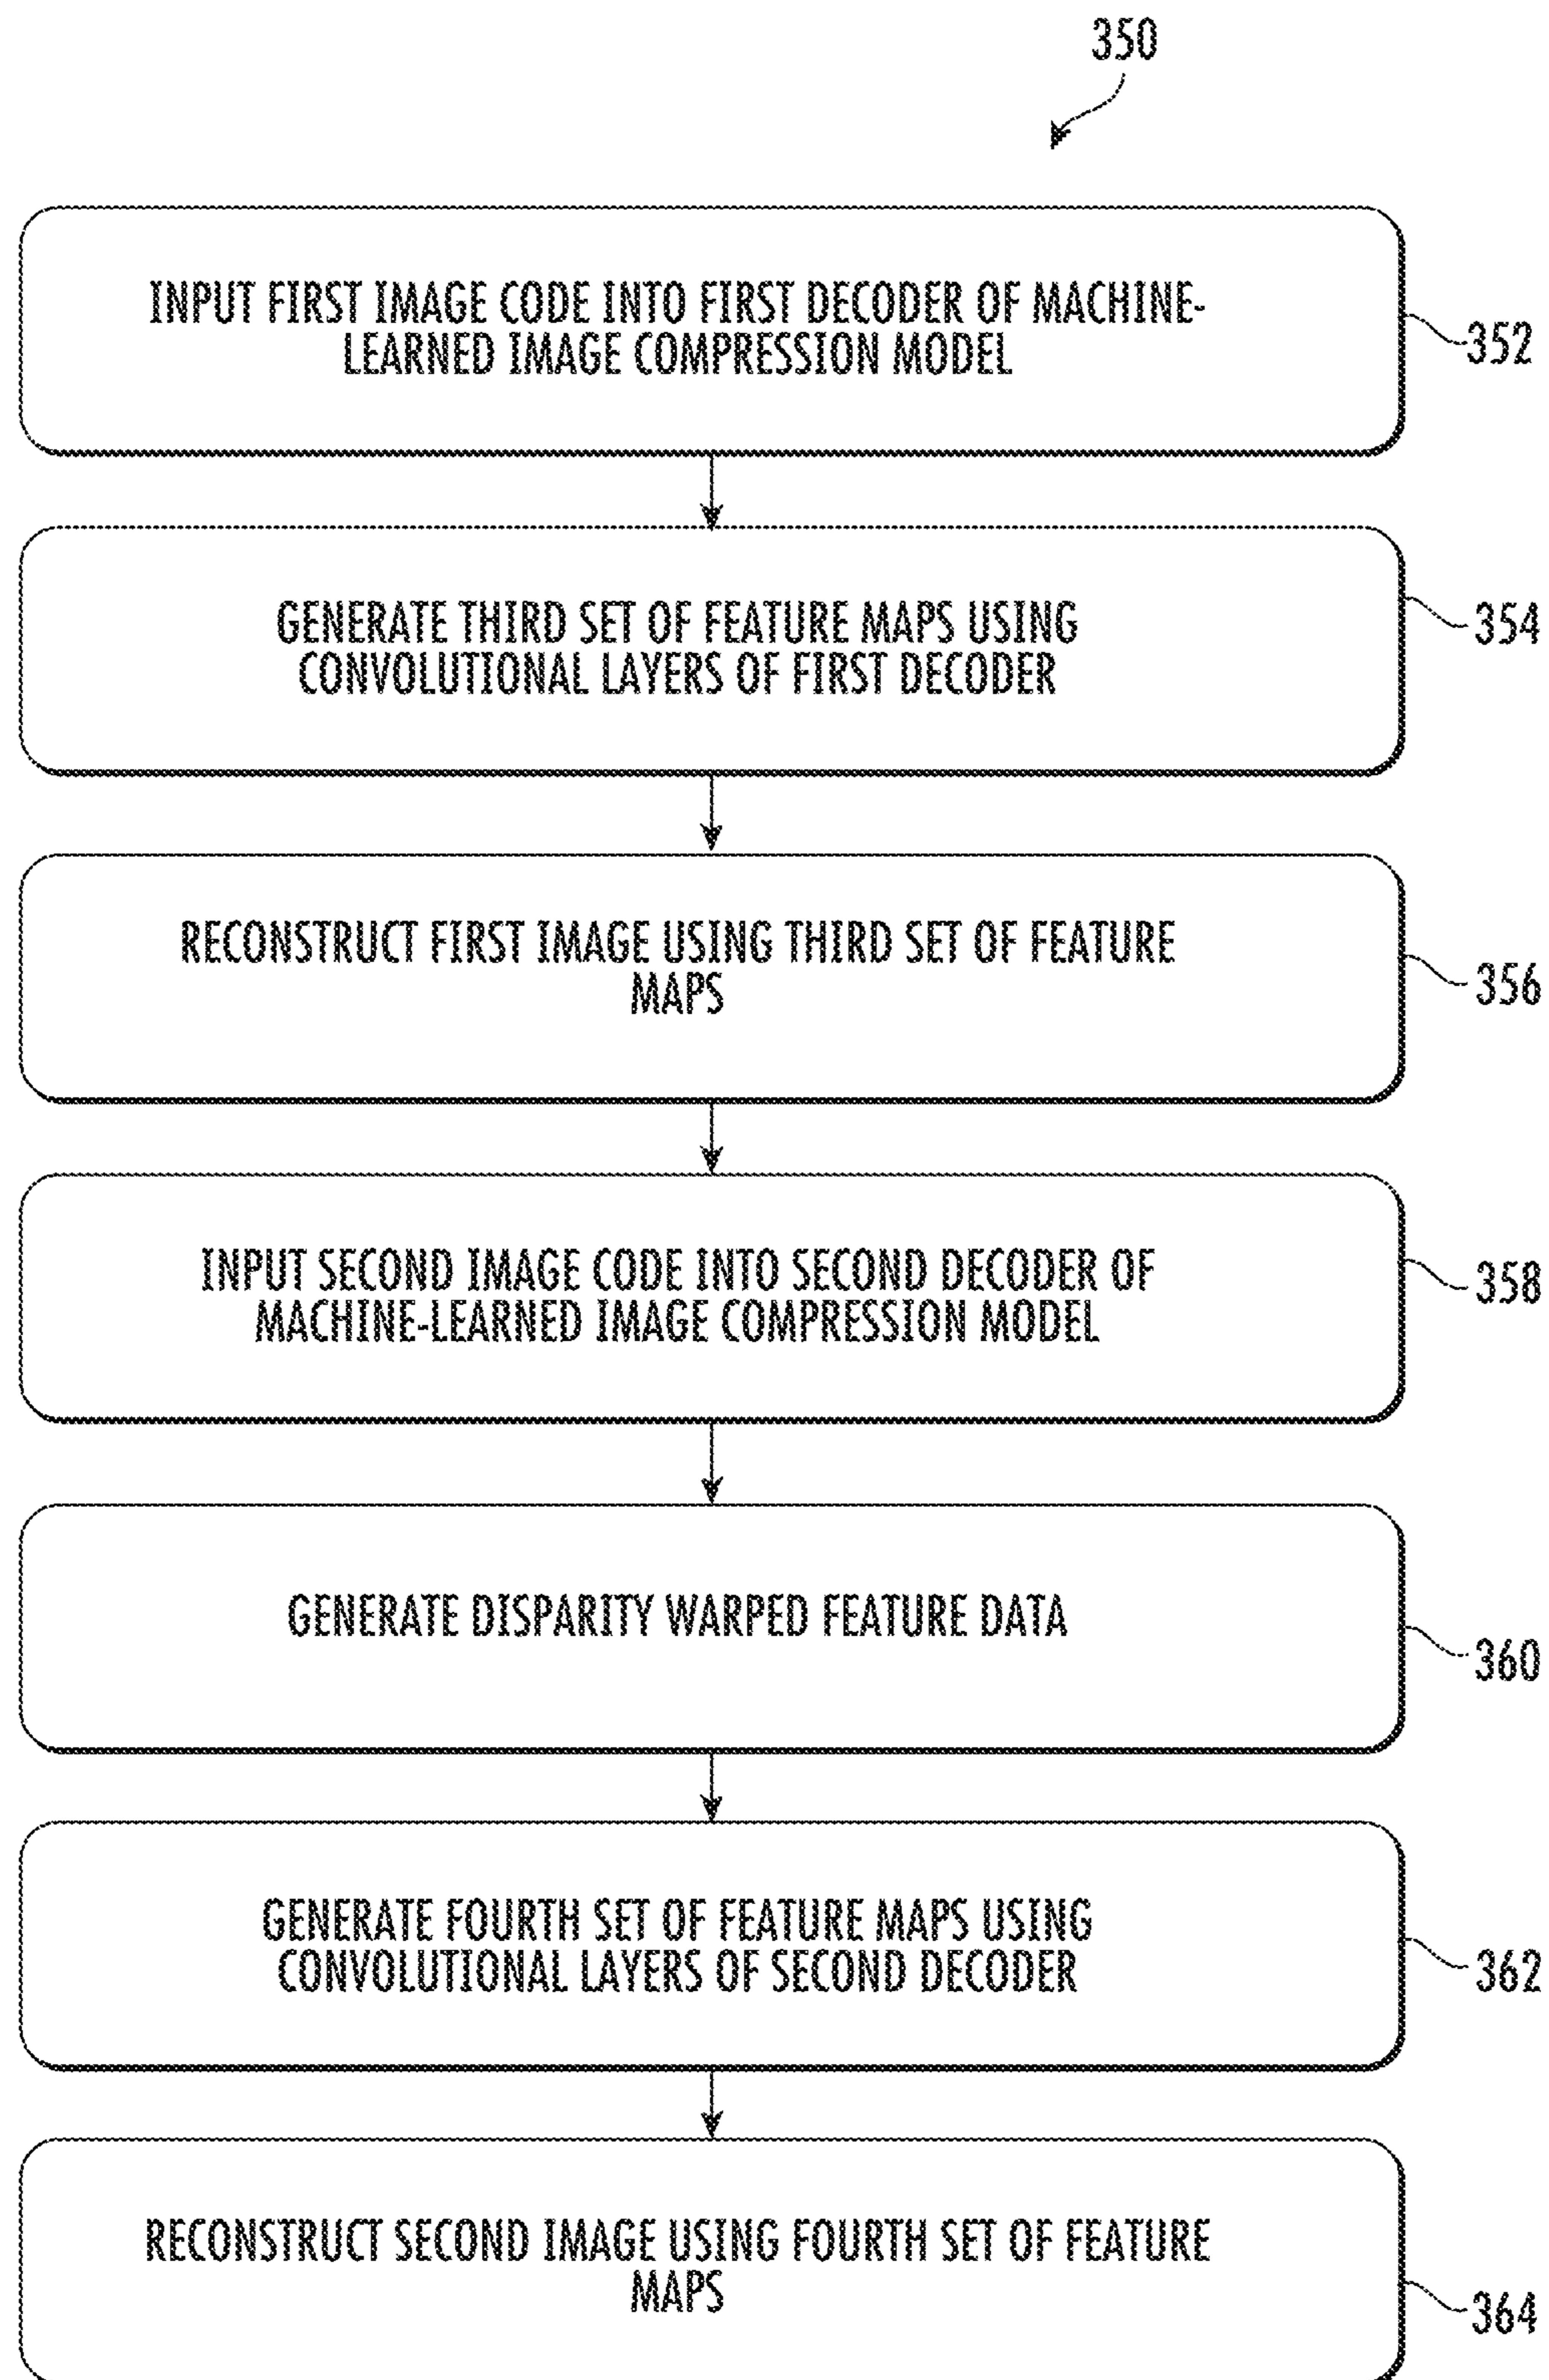 350
INPUT FIRST IMAGE CODE INTO FIRST DECODER OF MACHINE-
LEARNED IMAGE COMPRESSION MODEL
352
GENERATE THIRD SET OF FEATURE MAPS USING
CONVOLUTIONAL LAYERS OF FIRST DECODER
354
RECONSTRUCT FIRST IMAGE USING THIRD SET OF FEATURE
MAPS
356
INPUT SECOND IMAGE CODE INTO SECOND DECODER OF
MACHINE-LEARNED IMAGE COMPRESSION MODEL
358
GENERATE DISPARITY WARPED FEATURE DATA
360
GENERATE FOURTH SET OF FEATURE MAPS USING
CONVOLUTIONAL LAYERS OF SECOND DECODER
362
RECONSTRUCT SECOND IMAGE USING FOURTH SET OF FEATURE
MAPS
364